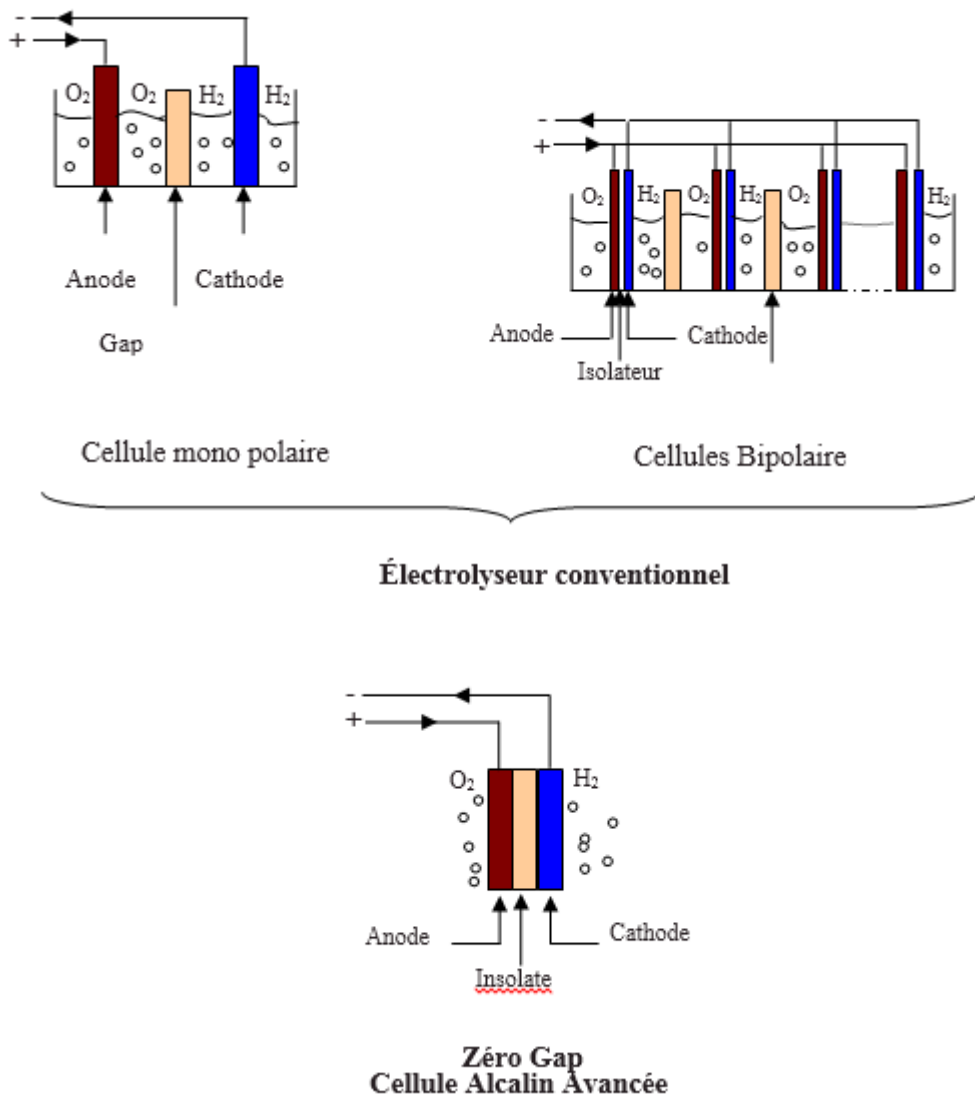 -
+
O₂ O₂ H₂ H₂
Anode Cathode
Gap
Cellule mono polaire
-
+
O₂ H₂ O₂ H₂ O₂ H₂
Anode Cathode
Isolateur
Cellules Bipolaire
Électrolyseur conventionnel
-
+
O₂ H₂
Anode Cathode
Insolate
Zéro Gap
Cellule Alcalin Avancée